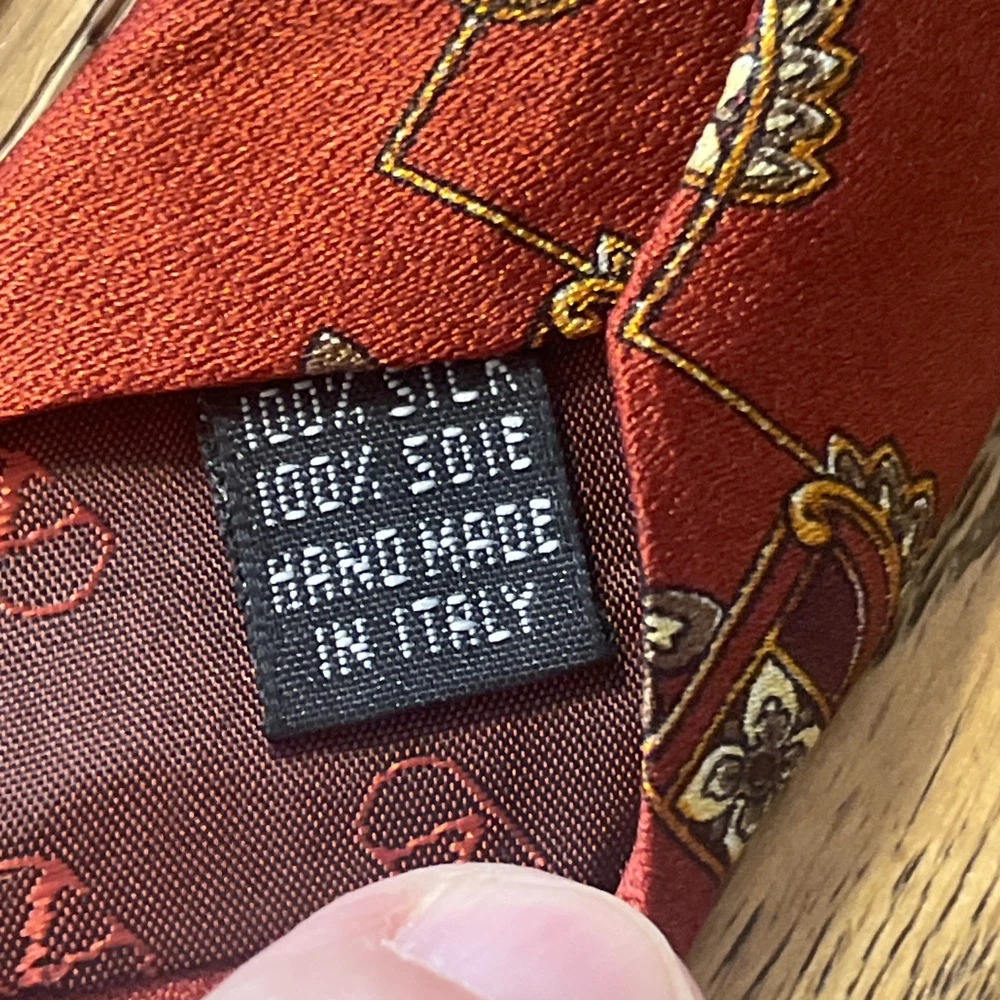 100% SILK
100% SOIE
HAND MADE
IN ITALY